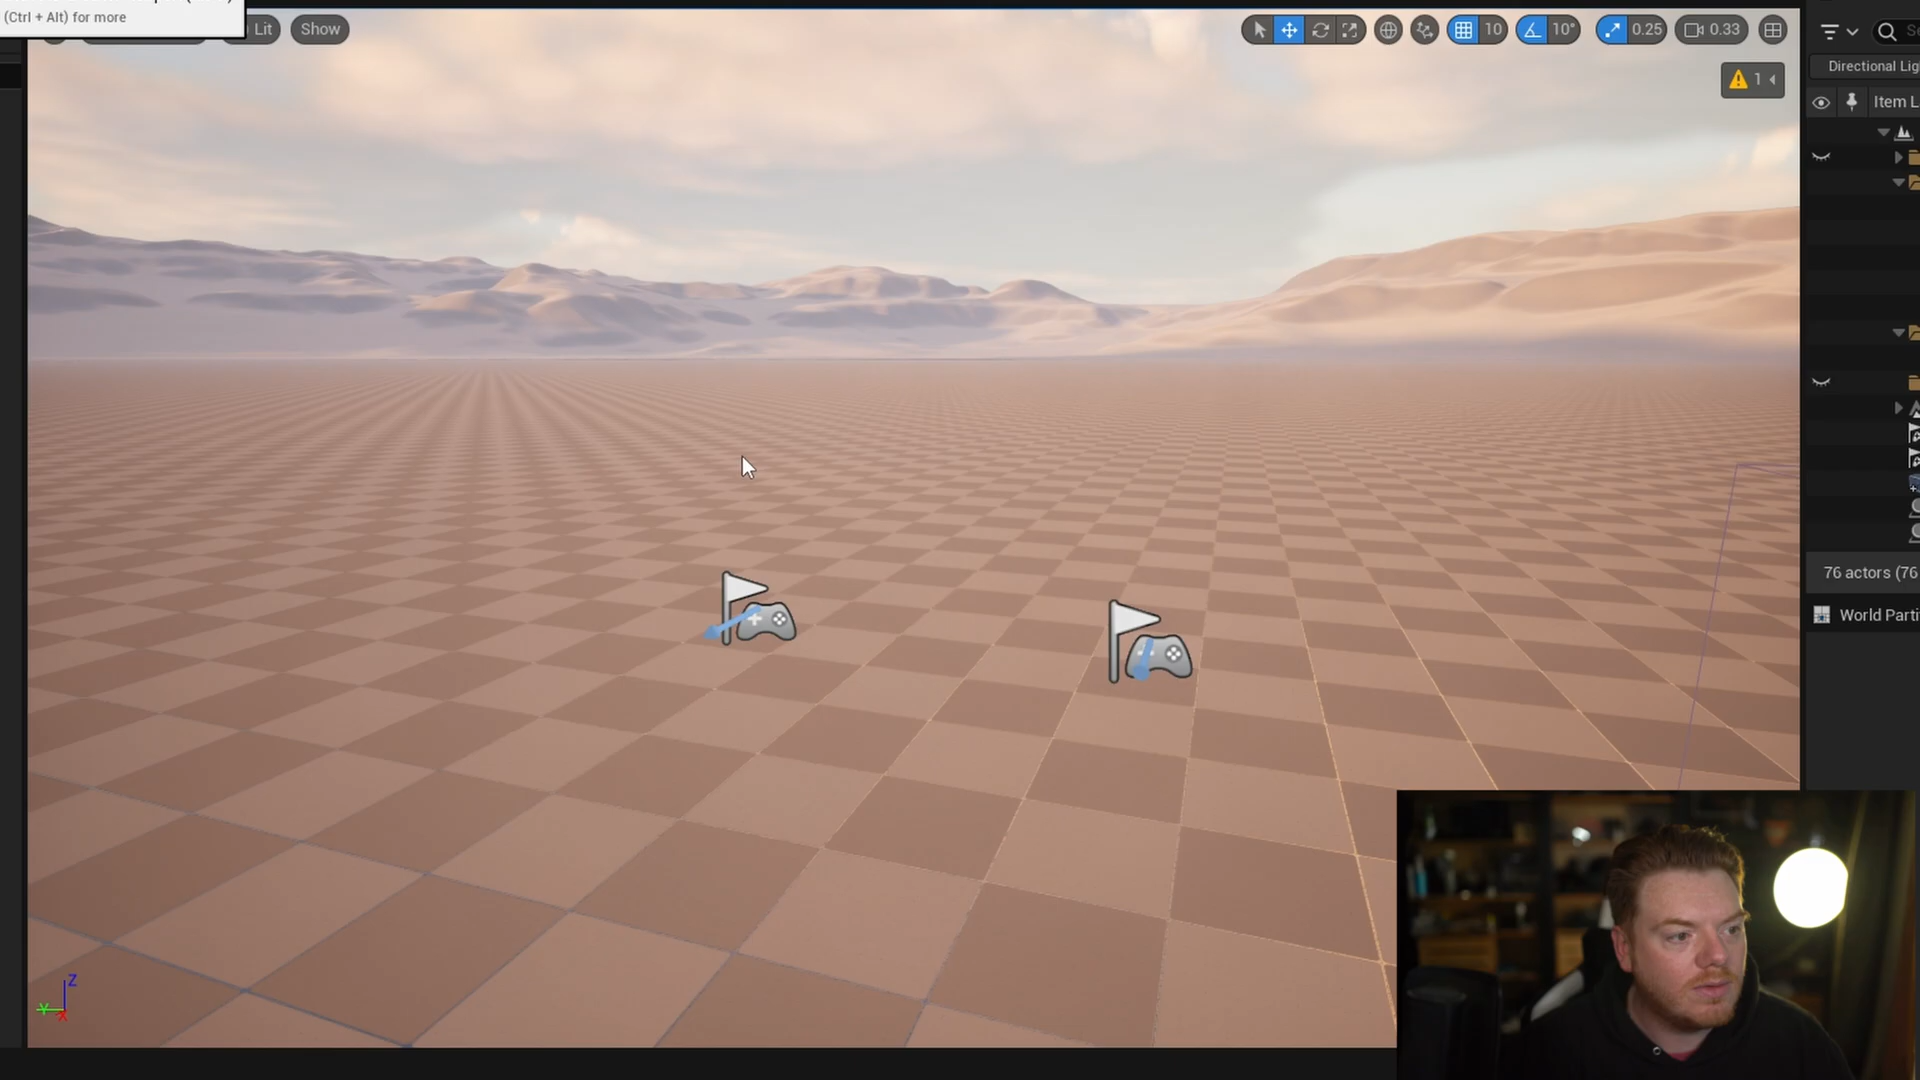 (Ctrl + Alt) for more
Lit
Show
10
10°
0.25
0.33
1
Directional Lig
Item L
76 actors (76
World Parti
Z
Y
X